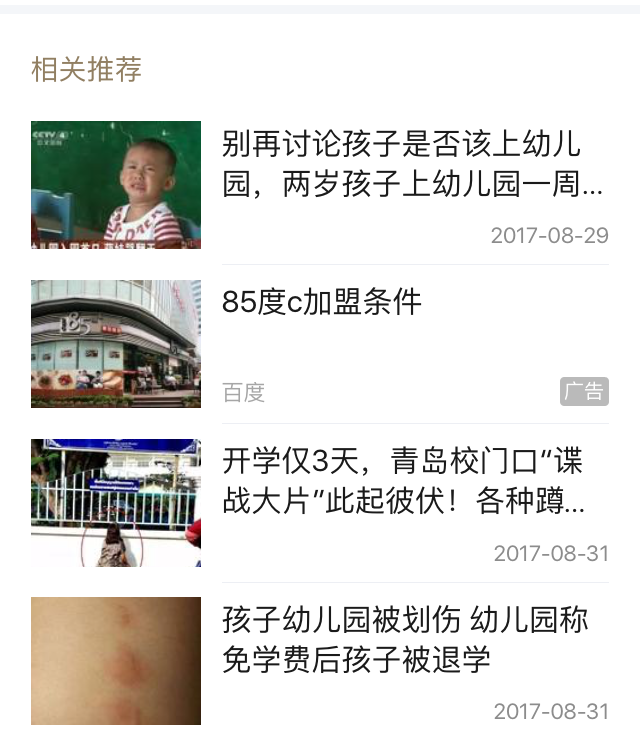 相关推荐
CCTV 4
别再讨论孩子是否该上幼儿
园，两岁孩子上幼儿园一周...
2017-08-29
85度c加盟条件
85
百度
广告
开学仅3天，青岛校门口“谍
战大片”此起彼伏！各种蹲...
2017-08-31
孩子幼儿园被划伤 幼儿园称
免学费后孩子被退学
2017-08-31